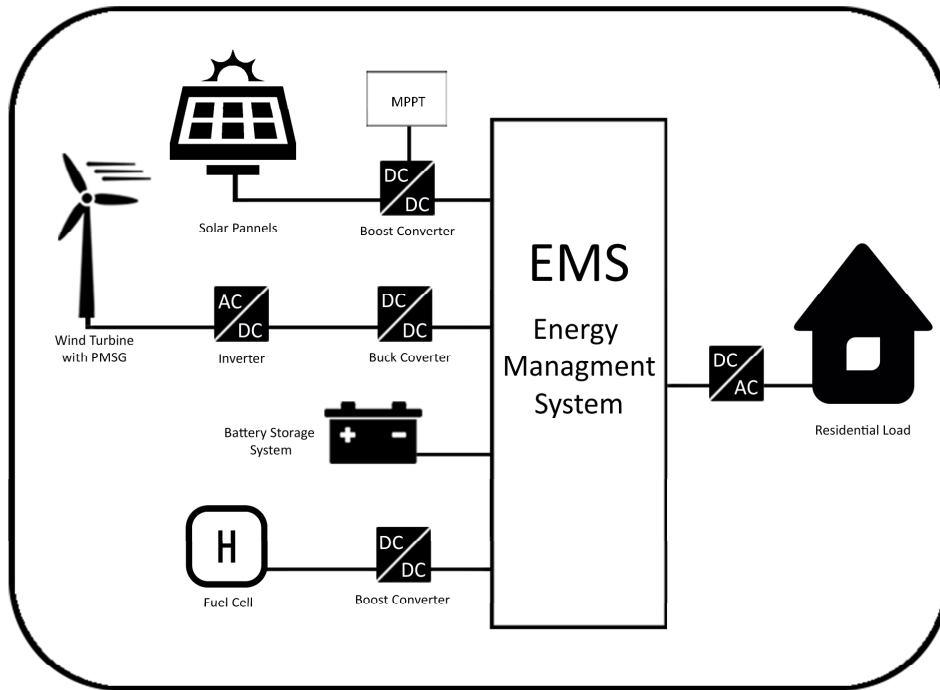 MPPT
DC
DC
Solar Pannels
Boost Converter
AC
DC
DC
DC
Wind Turbine
with PMSG
Inverter
Buck Coverter
Battery Storage
System
+ -
H
Fuel Cell
DC
DC
Boost Converter
EMS
Energy
Managment
System
DC
AC
Residential Load